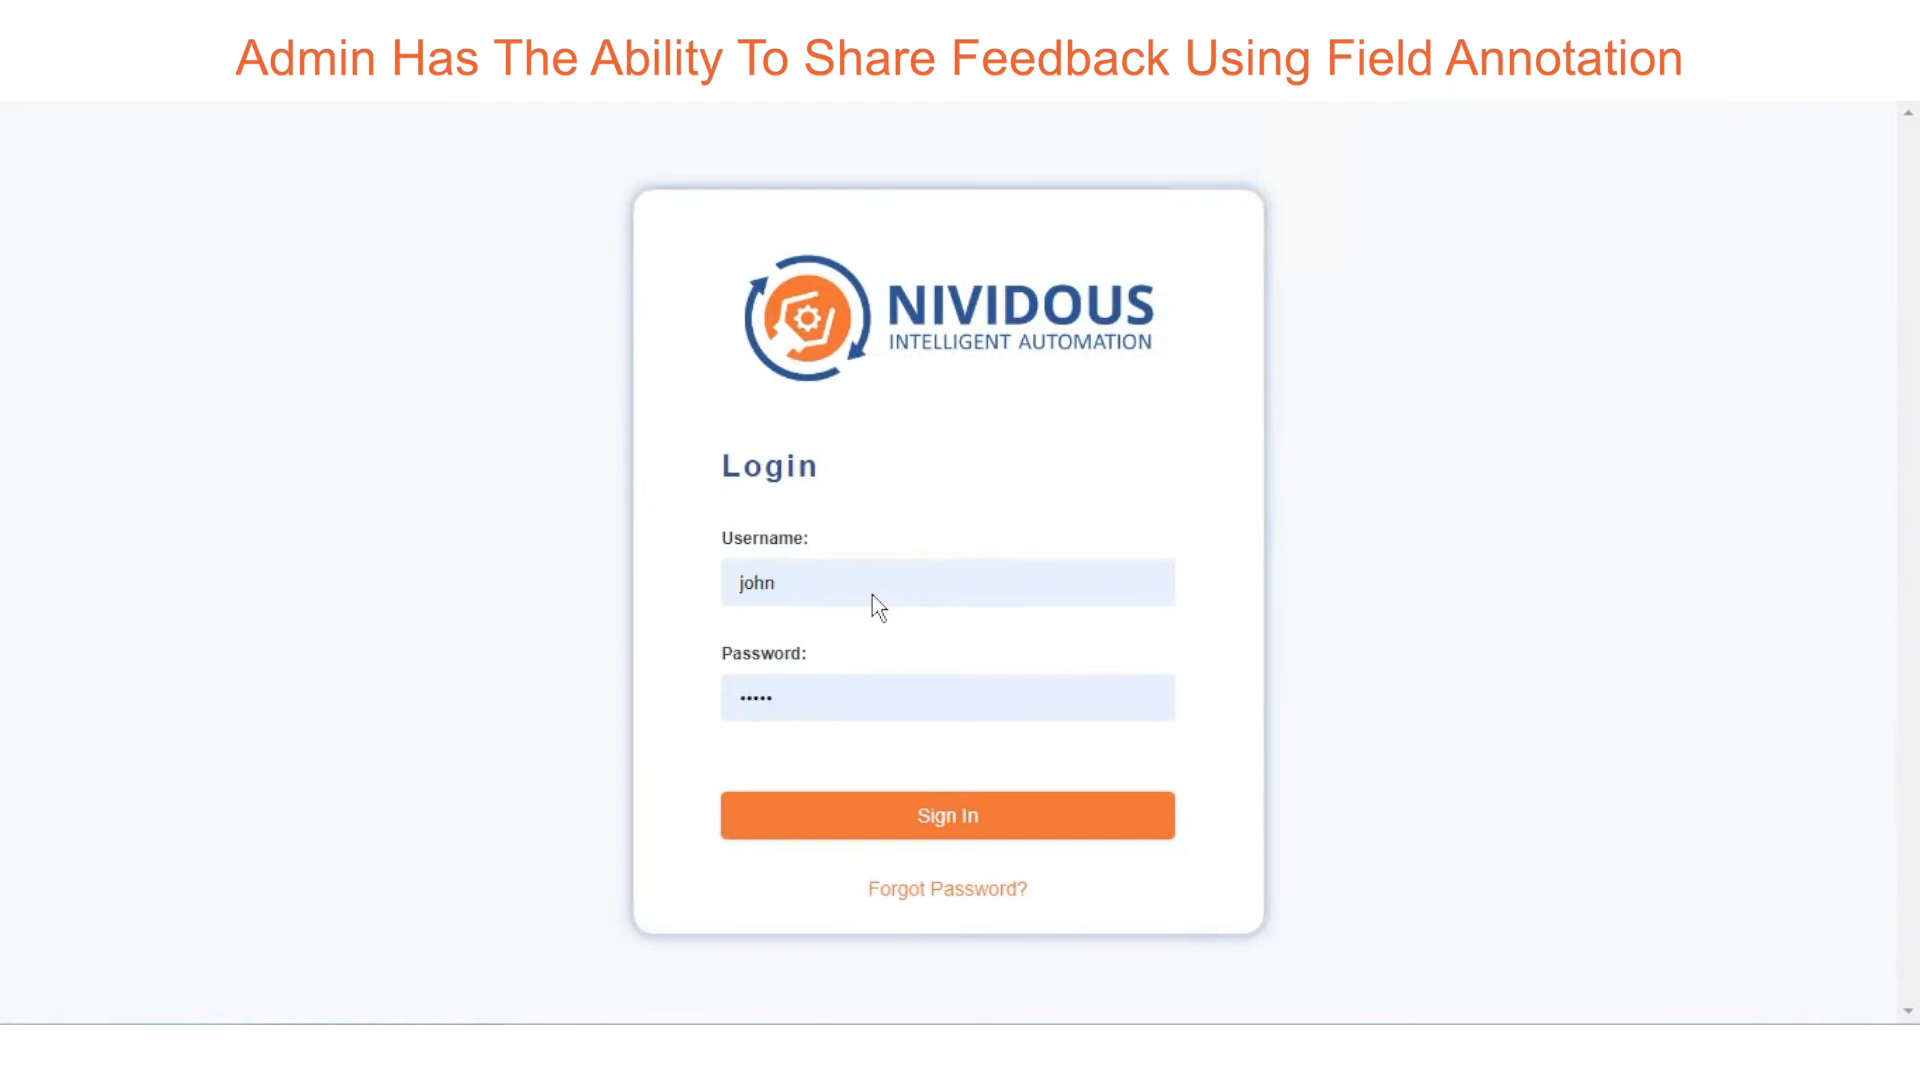 Admin Has The Ability To Share Feedback Using Field Annotation
NIVIDOUS
INTELLIGENT AUTOMATION
Login
Username:
john
Password:
•••••
Sign In
Forgot Password?